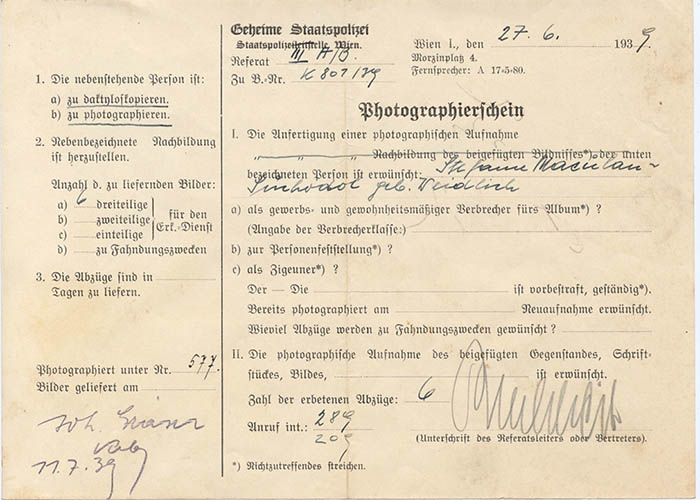 1. Die nebenstehende Person ist:
a) zu daktyloskopieren.
b) zu photographieren.
2. Nebenbezeichnete Nachbildung
ist herzustellen.
Anzahl d. zu liefernden Bilder:
a) 6 dreiteilige
b) zweiteilige
c) einteilige
für den
Erk.-Dienst
d) zu Fahndungszwecken
3. Die Abzüge sind in
Tagen zu liefern.
Photographiert unter Nr. 577.
Bilder geliefert am
11.7.39
Geheime Staatspolizei
Staatspolizeileitstelle Wien.
Referat III A/B.
Zu B.-Nr. K 807/39
Wien I., den 27.6. 1939.
Morzinplatz 4.
Fernsprecher: A 17-5-80.
Photographierschein
I. Die Anfertigung einer photographischen Aufnahme
„ „ „ Nachbildung des beigefügten Bildnisses*), der unten
bezeichneten Person ist erwünscht: Stefanie
geb.
a) als gewerbs- und gewohnheitsmäßiger Verbrecher fürs Album*) ?
(Angabe der Verbrecherklasse:)
b) zur Personenfeststellung*) ?
c) als Zigeuner*) ?
Der — Die ist vorbestraft, geständig*).
Bereits photographiert am Neuaufnahme erwünscht.
Wieviel Abzüge werden zu Fahndungszwecken gewünscht ?
II. Die photographische Aufnahme des beigefügten Gegenstandes, Schrift-
stückes, Bildes, ist erwünscht.
Zahl der erbetenen Abzüge: 6
Anruf int.: 289
209
(Unterschrift des Referatsleiters oder Vertreters).
*) Nichtzutreffendes streichen.